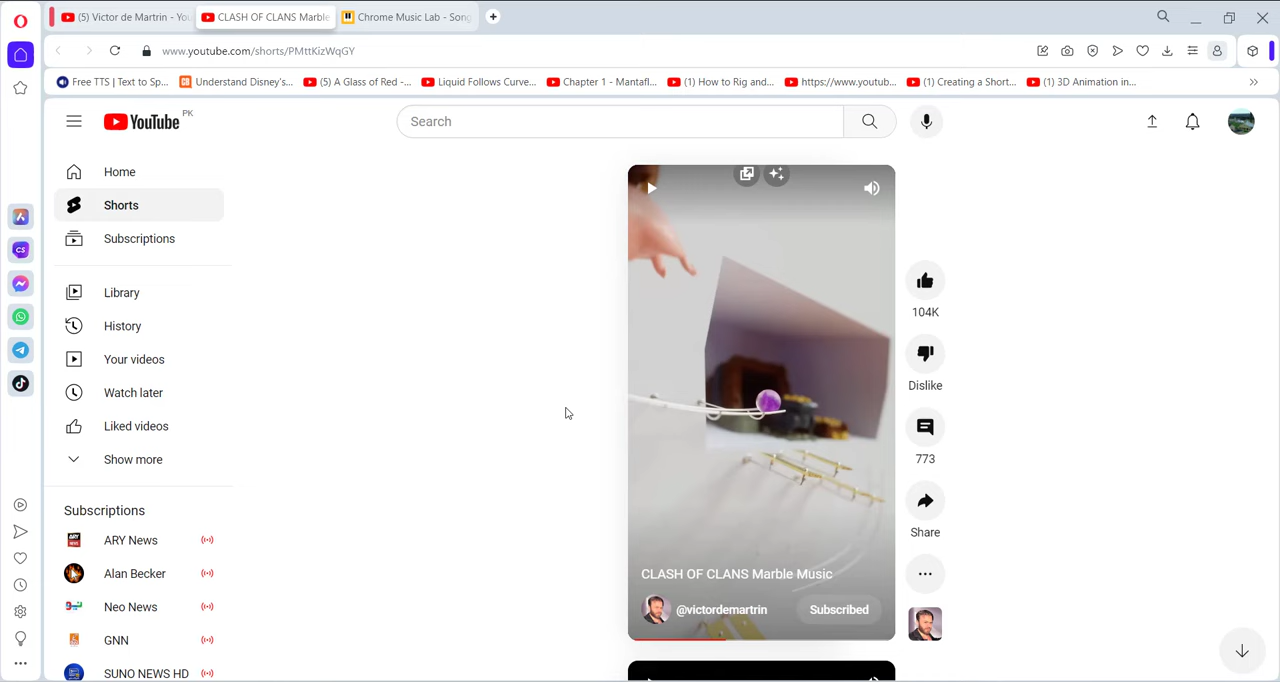 (5) Victor de Martrin - You
CLASH OF CLANS Marble
Chrome Music Lab - Song
www.youtube.com/shorts/PMttKizWqGY
Free TTS | Text to Sp...
Understand Disney's...
(5) A Glass of Red -...
Liquid Follows Curve...
Chapter 1 - Mantafl...
(1) How to Rig and...
https://www.youtub...
(1) Creating a Short...
(1) 3D Animation in...
YouTube PK
Search
Home
Shorts
Subscriptions
Library
History
Your videos
Watch later
Liked videos
Show more
Subscriptions
ARY News
Alan Becker
Neo News
GNN
SUNO NEWS HD
CLASH OF CLANS Marble Music
@victordemartrin
Subscribed
104K
Dislike
773
Share